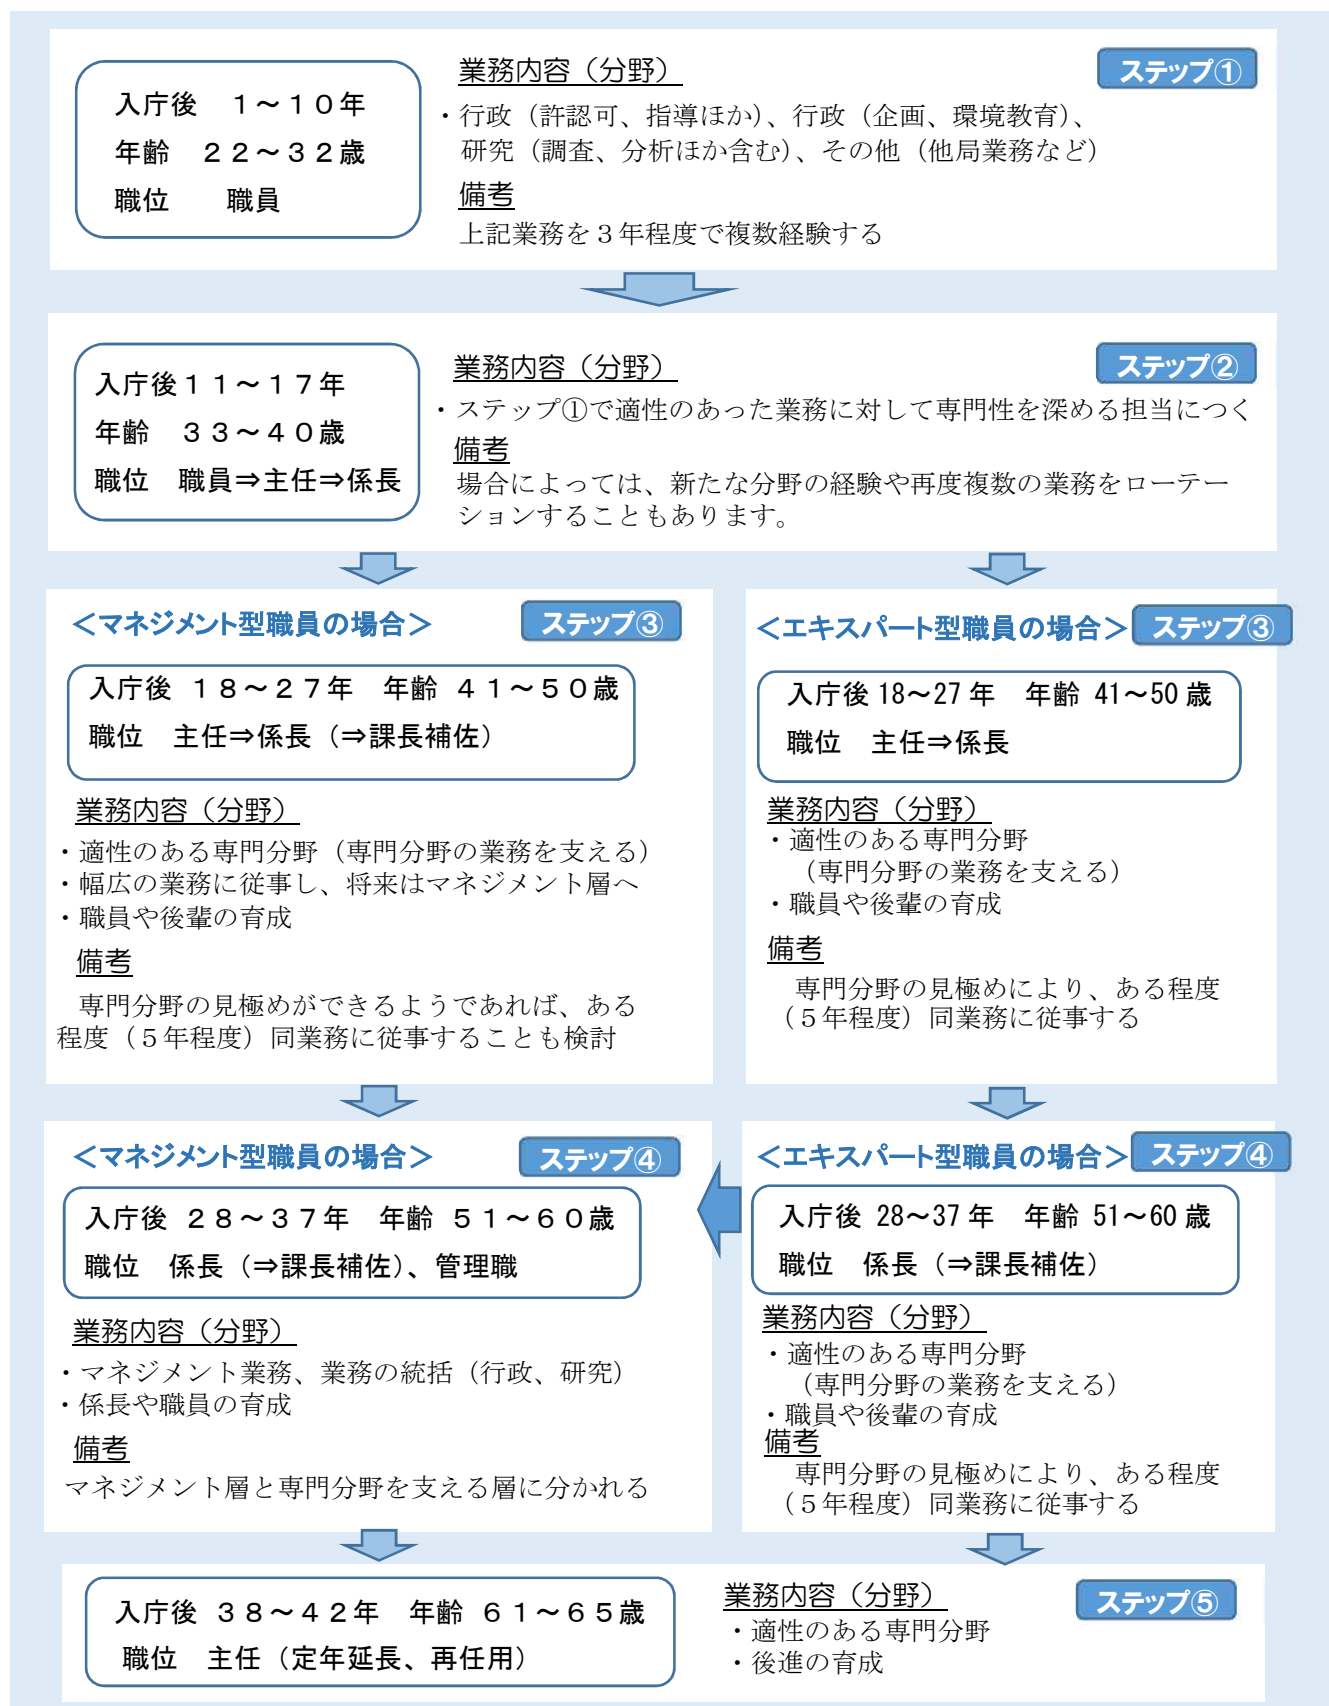 ステップ①
入庁後　１～１０年
年齢　２２～３２歳
職位　　職員
業務内容（分野）
・行政（許認可、指導ほか）、行政（企画、環境教育）、
研究（調査、分析ほか含む）、その他（他局業務など）
備考
上記業務を３年程度で複数経験する
ステップ②
入庁後１１～１７年
年齢　３３～４０歳
職位　職員⇒主任⇒係長
業務内容（分野）
・ステップ①で適性のあった業務に対して専門性を深める担当につく
備考
場合によっては、新たな分野の経験や再度複数の業務をローテー
ションすることもあります。
＜マネジメント型職員の場合＞
ステップ③
入庁後　１８～２７年　年齢　４１～５０歳
職位　主任⇒係長（⇒課長補佐）
業務内容（分野）
・適性のある専門分野（専門分野の業務を支える）
・幅広の業務に従事し、将来はマネジメント層へ
・職員や後輩の育成
備考
専門分野の見極めができるようであれば、ある
程度（５年程度）同業務に従事することも検討
＜エキスパート型職員の場合＞
ステップ③
入庁後 18～27 年　年齢 41～50 歳
職位　主任⇒係長
業務内容（分野）
・適性のある専門分野
（専門分野の業務を支える）
・職員や後輩の育成
備考
専門分野の見極めにより、ある程度
（５年程度）同業務に従事する
＜マネジメント型職員の場合＞
ステップ④
入庁後　２８～３７年　年齢　５１～６０歳
職位　係長（⇒課長補佐）、管理職
業務内容（分野）
・マネジメント業務、業務の統括（行政、研究）
・係長や職員の育成
備考
マネジメント層と専門分野を支える層に分かれる
＜エキスパート型職員の場合＞
ステップ④
入庁後 28～37 年　年齢 51～60 歳
職位　係長（⇒課長補佐）
業務内容（分野）
・適性のある専門分野
（専門分野の業務を支える）
・職員や後輩の育成
備考
専門分野の見極めにより、ある程度
（５年程度）同業務に従事する
ステップ⑤
入庁後　３８～４２年　年齢　６１～６５歳
職位　主任（定年延長、再任用）
業務内容（分野）
・適性のある専門分野
・後進の育成